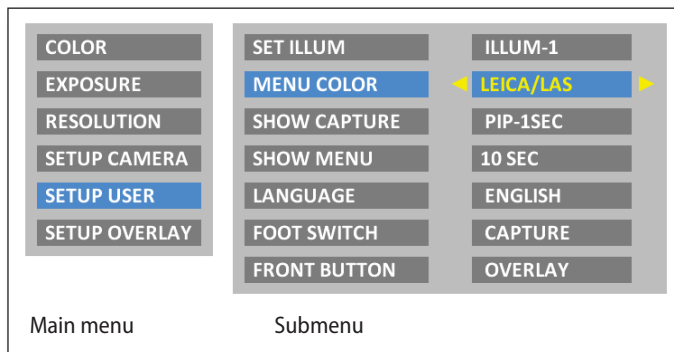 COLOR
EXPOSURE
RESOLUTION
SETUP CAMERA
SETUP USER
SETUP OVERLAY
SET ILLUM ILLUM-1
MENU COLOR LEICA/LAS
SHOW CAPTURE PIP-1SEC
SHOW MENU 10 SEC
LANGUAGE ENGLISH
FOOT SWITCH CAPTURE
FRONT BUTTON OVERLAY
Main menu
Submenu